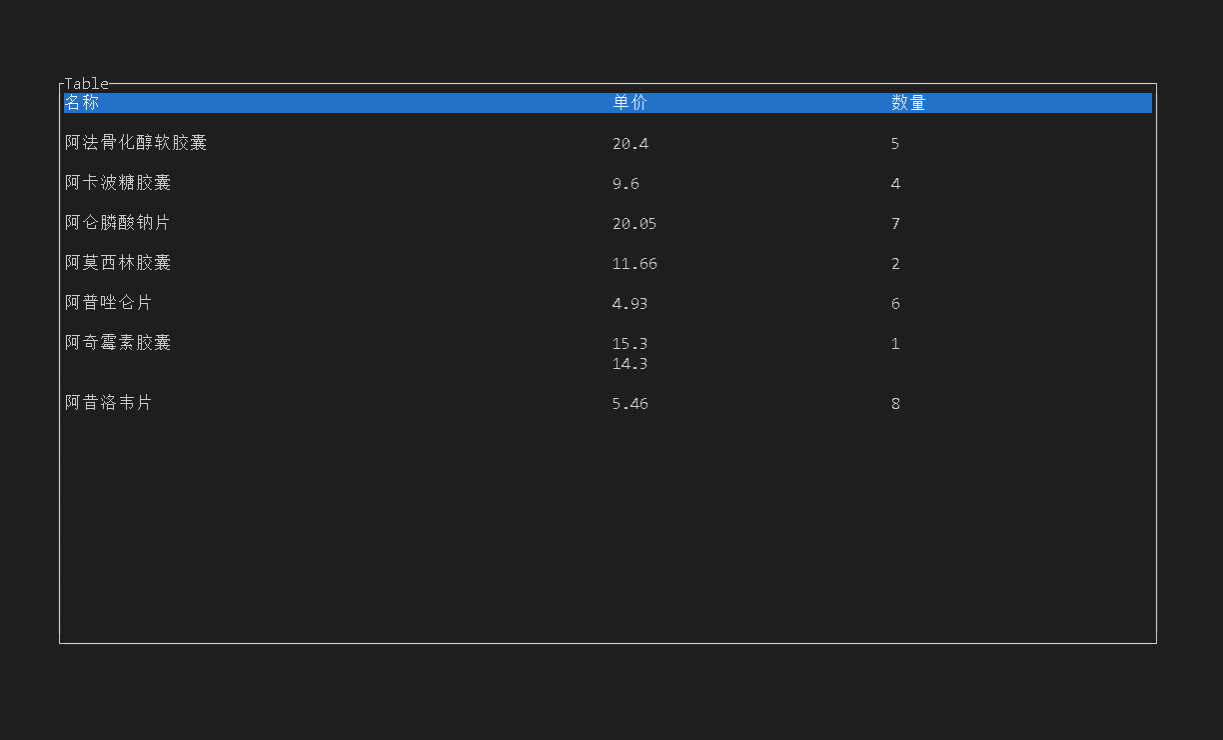 Table
名称 单价 数量
阿法骨化醇软胶囊 20.4 5
阿卡波糖胶囊 9.6 4
阿仑膦酸钠片 20.05 7
阿莫西林胶囊 11.66 2
阿普唑仑片 4.93 6
阿奇霉素胶囊 15.3 1
14.3
阿昔洛韦片 5.46 8